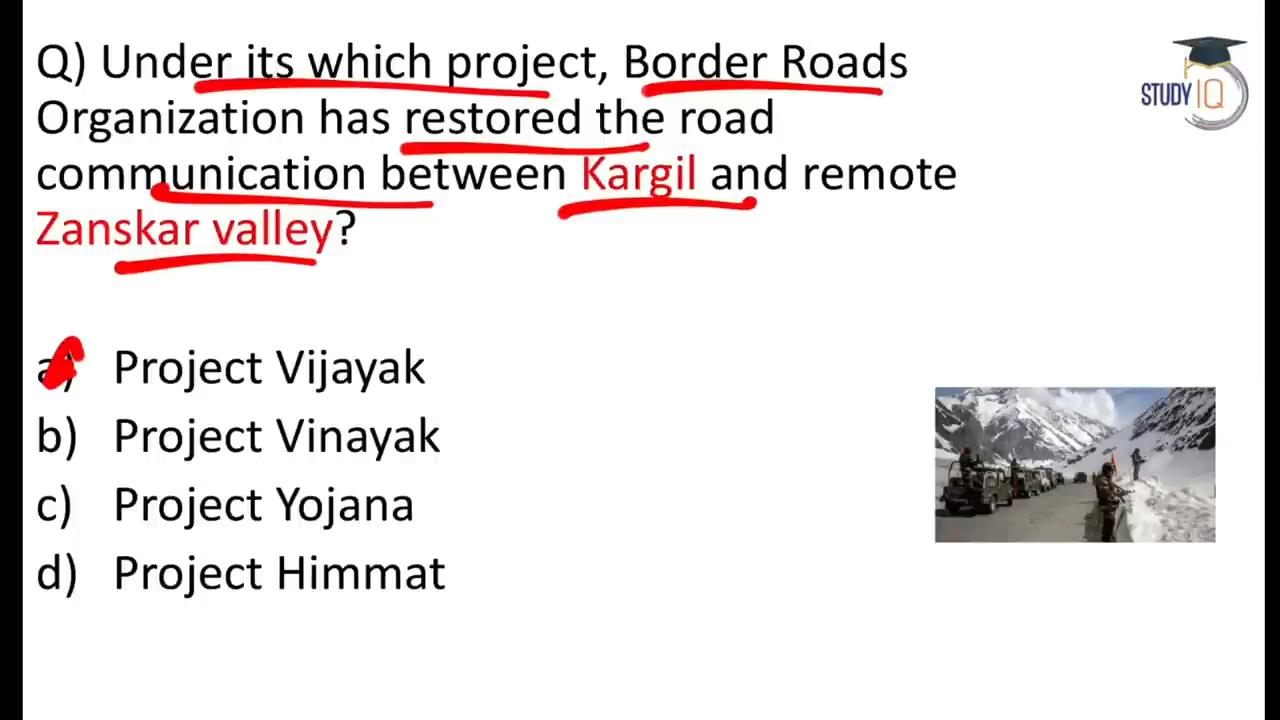 Q) Under its which project, Border Roads
Organization has restored the road
communication between Kargil and remote
Zanskar valley?
STUDY IQ
a) Project Vijayak
b) Project Vinayak
c) Project Yojana
d) Project Himmat